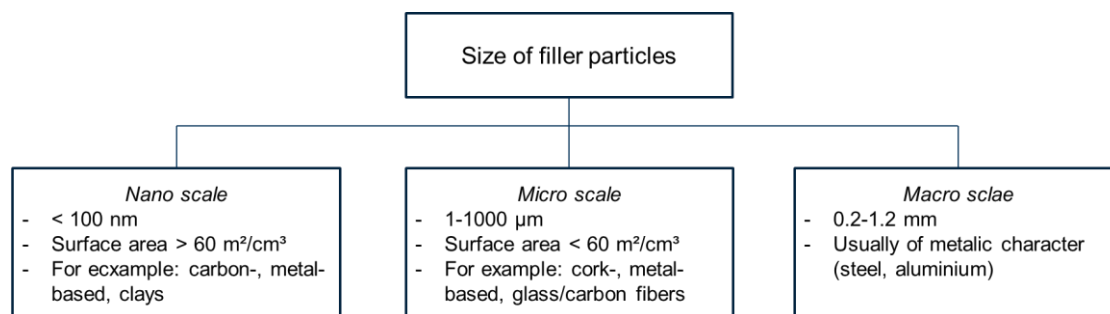 Size of filler particles
Nano scale
- < 100 nm
- Surface area > 60 m²/cm³
- For ecxample: carbon-, metal-
based, clays
Micro scale
- 1-1000 µm
- Surface area < 60 m²/cm³
- For example: cork-, metal-
based, glass/carbon fibers
Macro sclae
- 0.2-1.2 mm
- Usually of metalic character
(steel, aluminium)